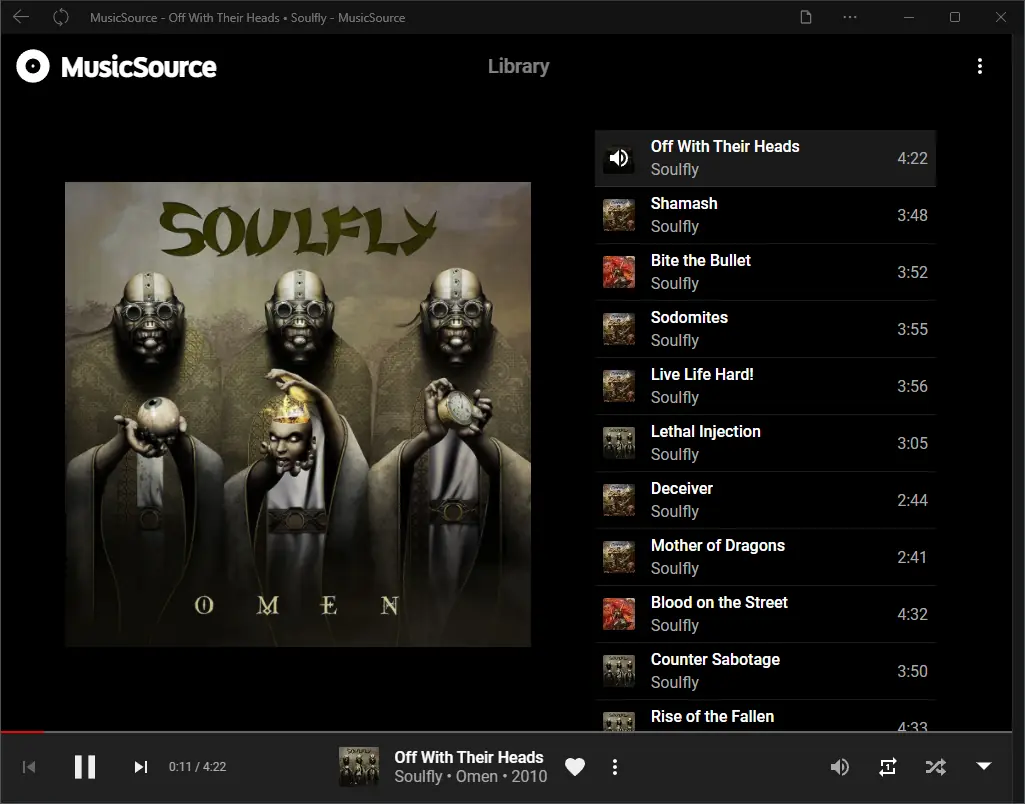 MusicSource - Off With Their Heads • Soulfly - MusicSource
MusicSource
Library
SOULFLY
OMEN
Off With Their Heads
Soulfly
4:22
Shamash
Soulfly
3:48
Bite the Bullet
Soulfly
3:52
Sodomites
Soulfly
3:55
Live Life Hard!
Soulfly
3:56
Lethal Injection
Soulfly
3:05
Deceiver
Soulfly
2:44
Mother of Dragons
Soulfly
2:41
Blood on the Street
Soulfly
4:32
Counter Sabotage
Soulfly
3:50
Rise of the Fallen
4:33
0:11 / 4:22
SOULFLY
Off With Their Heads
Soulfly • Omen • 2010
1